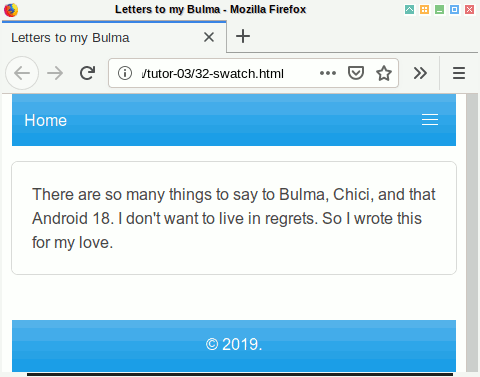 Letters to my Bulma - Mozilla Firefox
Letters to my Bulma
/tutor-03/32-swatch.html
Home
There are so many things to say to Bulma, Chici, and that
Android 18. I don't want to live in regrets. So I wrote this
for my love.
© 2019.